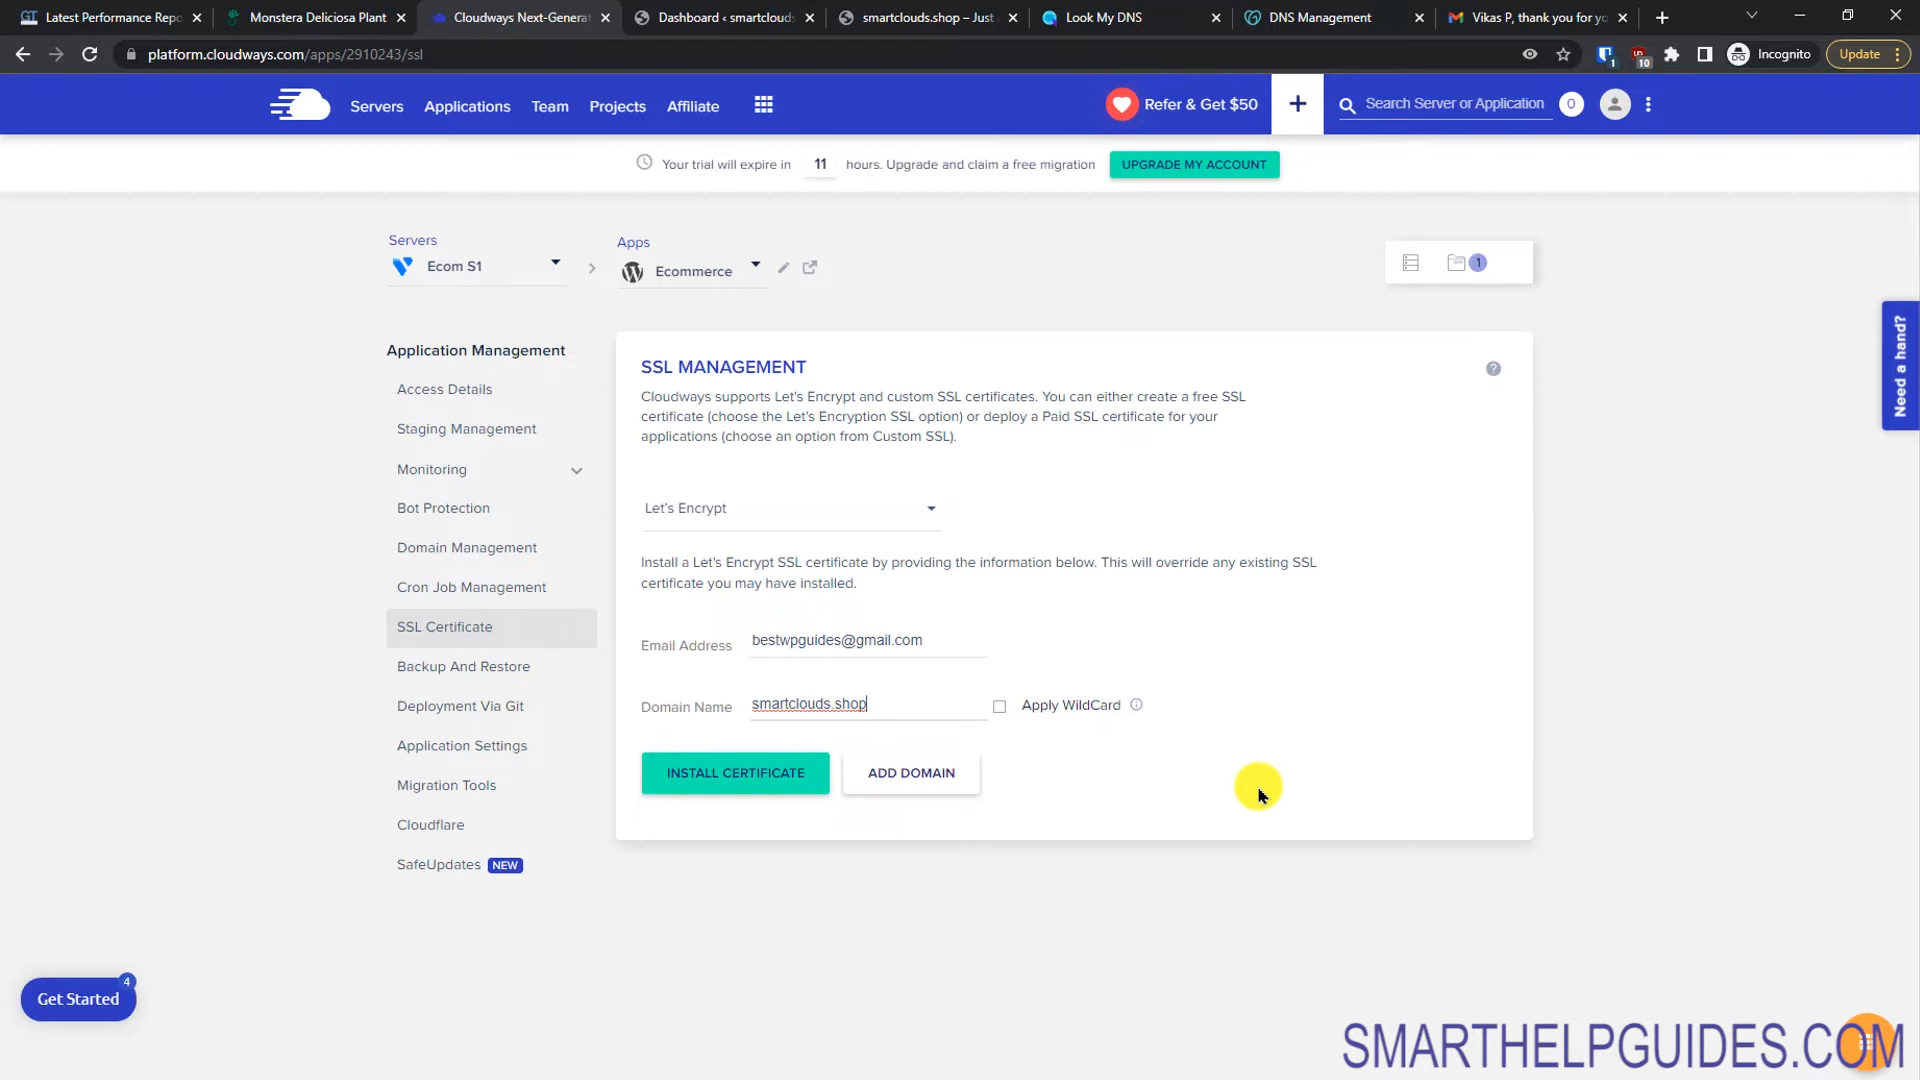 Latest Performance Repo
Monstera Deliciosa Plant
Cloudways Next-Generat
Dashboard ‹ smartclouds
smartclouds.shop – Just
Look My DNS
DNS Management
Vikas P, thank you for yo
platform.cloudways.com/apps/2910243/ssl
1
10
Incognito
Update
Servers
Applications
Team
Projects
Affiliate
Refer & Get $50
+
Search Server or Application
0
Your trial will expire in 11 hours. Upgrade and claim a free migration
UPGRADE MY ACCOUNT
Servers
Ecom S1
Apps
Ecommerce
1
Need a hand?
Application Management
Access Details
Staging Management
Monitoring
Bot Protection
Domain Management
Cron Job Management
SSL Certificate
Backup And Restore
Deployment Via Git
Application Settings
Migration Tools
Cloudflare
SafeUpdates NEW
SSL MANAGEMENT
Cloudways supports Let's Encrypt and custom SSL certificates. You can either create a free SSL
certificate (choose the Let's Encryption SSL option) or deploy a Paid SSL certificate for your
applications (choose an option from Custom SSL).
Let's Encrypt
Install a Let's Encrypt SSL certificate by providing the information below. This will override any existing SSL
certificate you may have installed.
Email Address bestwpguides@gmail.com
Domain Name smartclouds.shop
Apply WildCard
INSTALL CERTIFICATE
ADD DOMAIN
Get Started
4
SMARTHELPGUIDES.COM